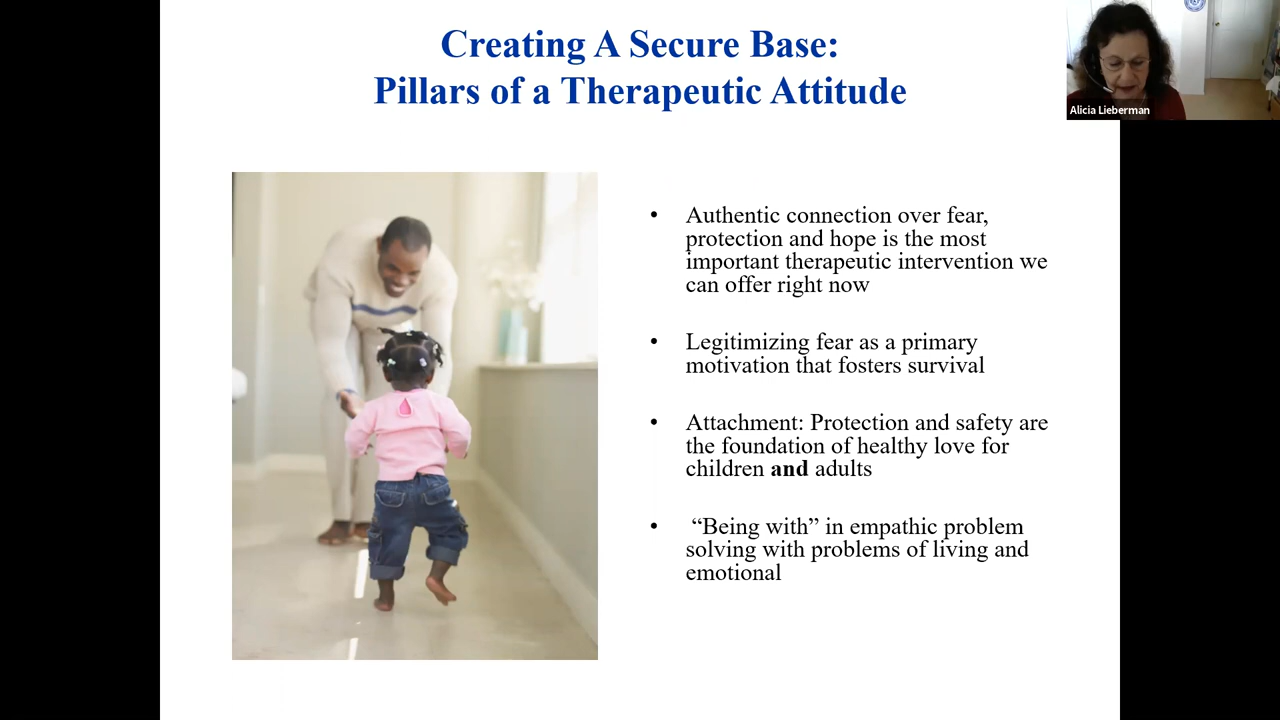 Creating A Secure Base:
Pillars of a Therapeutic Attitude
Alicia Lieberman
• Authentic connection over fear,
protection and hope is the most
important therapeutic intervention we
can offer right now
• Legitimizing fear as a primary
motivation that fosters survival
• Attachment: Protection and safety are
the foundation of healthy love for
children and adults
• “Being with” in empathic problem
solving with problems of living and
emotional